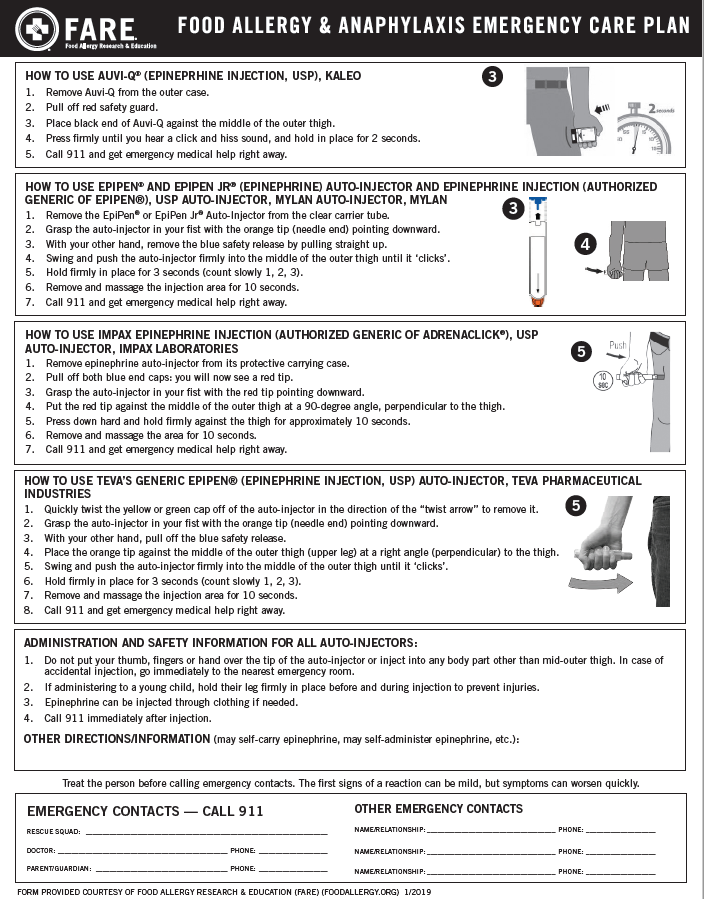 FARE
Food Allergy Research & Education
FOOD ALLERGY & ANAPHYLAXIS EMERGENCY CARE PLAN
HOW TO USE AUVI-Q® (EPINEPRHINE INJECTION, USP), KALEO
1. Remove Auvi-Q from the outer case.
2. Pull off red safety guard.
3. Place black end of Auvi-Q against the middle of the outer thigh.
4. Press firmly until you hear a click and hiss sound, and hold in place for 2 seconds.
5. Call 911 and get emergency medical help right away.
3
2 seconds
HOW TO USE EPIPEN® AND EPIPEN JR® (EPINEPHRINE) AUTO-INJECTOR AND EPINEPHRINE INJECTION (AUTHORIZED
GENERIC OF EPIPEN®), USP AUTO-INJECTOR, MYLAN AUTO-INJECTOR, MYLAN
1. Remove the EpiPen® or EpiPen Jr® Auto-Injector from the clear carrier tube.
2. Grasp the auto-injector in your fist with the orange tip (needle end) pointing downward.
3. With your other hand, remove the blue safety release by pulling straight up.
4. Swing and push the auto-injector firmly into the middle of the outer thigh until it ‘clicks’.
5. Hold firmly in place for 3 seconds (count slowly 1, 2, 3).
6. Remove and massage the injection area for 10 seconds.
7. Call 911 and get emergency medical help right away.
3
4
HOW TO USE IMPAX EPINEPHRINE INJECTION (AUTHORIZED GENERIC OF ADRENACLICK®), USP
AUTO-INJECTOR, IMPAX LABORATORIES
1. Remove epinephrine auto-injector from its protective carrying case.
2. Pull off both blue end caps: you will now see a red tip.
3. Grasp the auto-injector in your fist with the red tip pointing downward.
4. Put the red tip against the middle of the outer thigh at a 90-degree angle, perpendicular to the thigh.
5. Press down hard and hold firmly against the thigh for approximately 10 seconds.
6. Remove and massage the area for 10 seconds.
7. Call 911 and get emergency medical help right away.
5
Push
10
sec
HOW TO USE TEVA’S GENERIC EPIPEN® (EPINEPHRINE INJECTION, USP) AUTO-INJECTOR, TEVA PHARMACEUTICAL
INDUSTRIES
1. Quickly twist the yellow or green cap off of the auto-injector in the direction of the “twist arrow” to remove it.
2. Grasp the auto-injector in your fist with the orange tip (needle end) pointing downward.
3. With your other hand, pull off the blue safety release.
4. Place the orange tip against the middle of the outer thigh (upper leg) at a right angle (perpendicular) to the thigh.
5. Swing and push the auto-injector firmly into the middle of the outer thigh until it ‘clicks’.
6. Hold firmly in place for 3 seconds (count slowly 1, 2, 3).
7. Remove and massage the injection area for 10 seconds.
8. Call 911 and get emergency medical help right away.
5
ADMINISTRATION AND SAFETY INFORMATION FOR ALL AUTO-INJECTORS:
1. Do not put your thumb, fingers or hand over the tip of the auto-injector or inject into any body part other than mid-outer thigh. In case of
accidental injection, go immediately to the nearest emergency room.
2. If administering to a young child, hold their leg firmly in place before and during injection to prevent injuries.
3. Epinephrine can be injected through clothing if needed.
4. Call 911 immediately after injection.
OTHER DIRECTIONS/INFORMATION (may self-carry epinephrine, may self-administer epinephrine, etc.):
Treat the person before calling emergency contacts. The first signs of a reaction can be mild, but symptoms can worsen quickly.
EMERGENCY CONTACTS — CALL 911
RESCUE SQUAD:
DOCTOR: PHONE:
PARENT/GUARDIAN: PHONE:
OTHER EMERGENCY CONTACTS
NAME/RELATIONSHIP: PHONE:
NAME/RELATIONSHIP: PHONE:
NAME/RELATIONSHIP: PHONE:
FORM PROVIDED COURTESY OF FOOD ALLERGY RESEARCH & EDUCATION (FARE) (FOODALLERGY.ORG) 1/2019